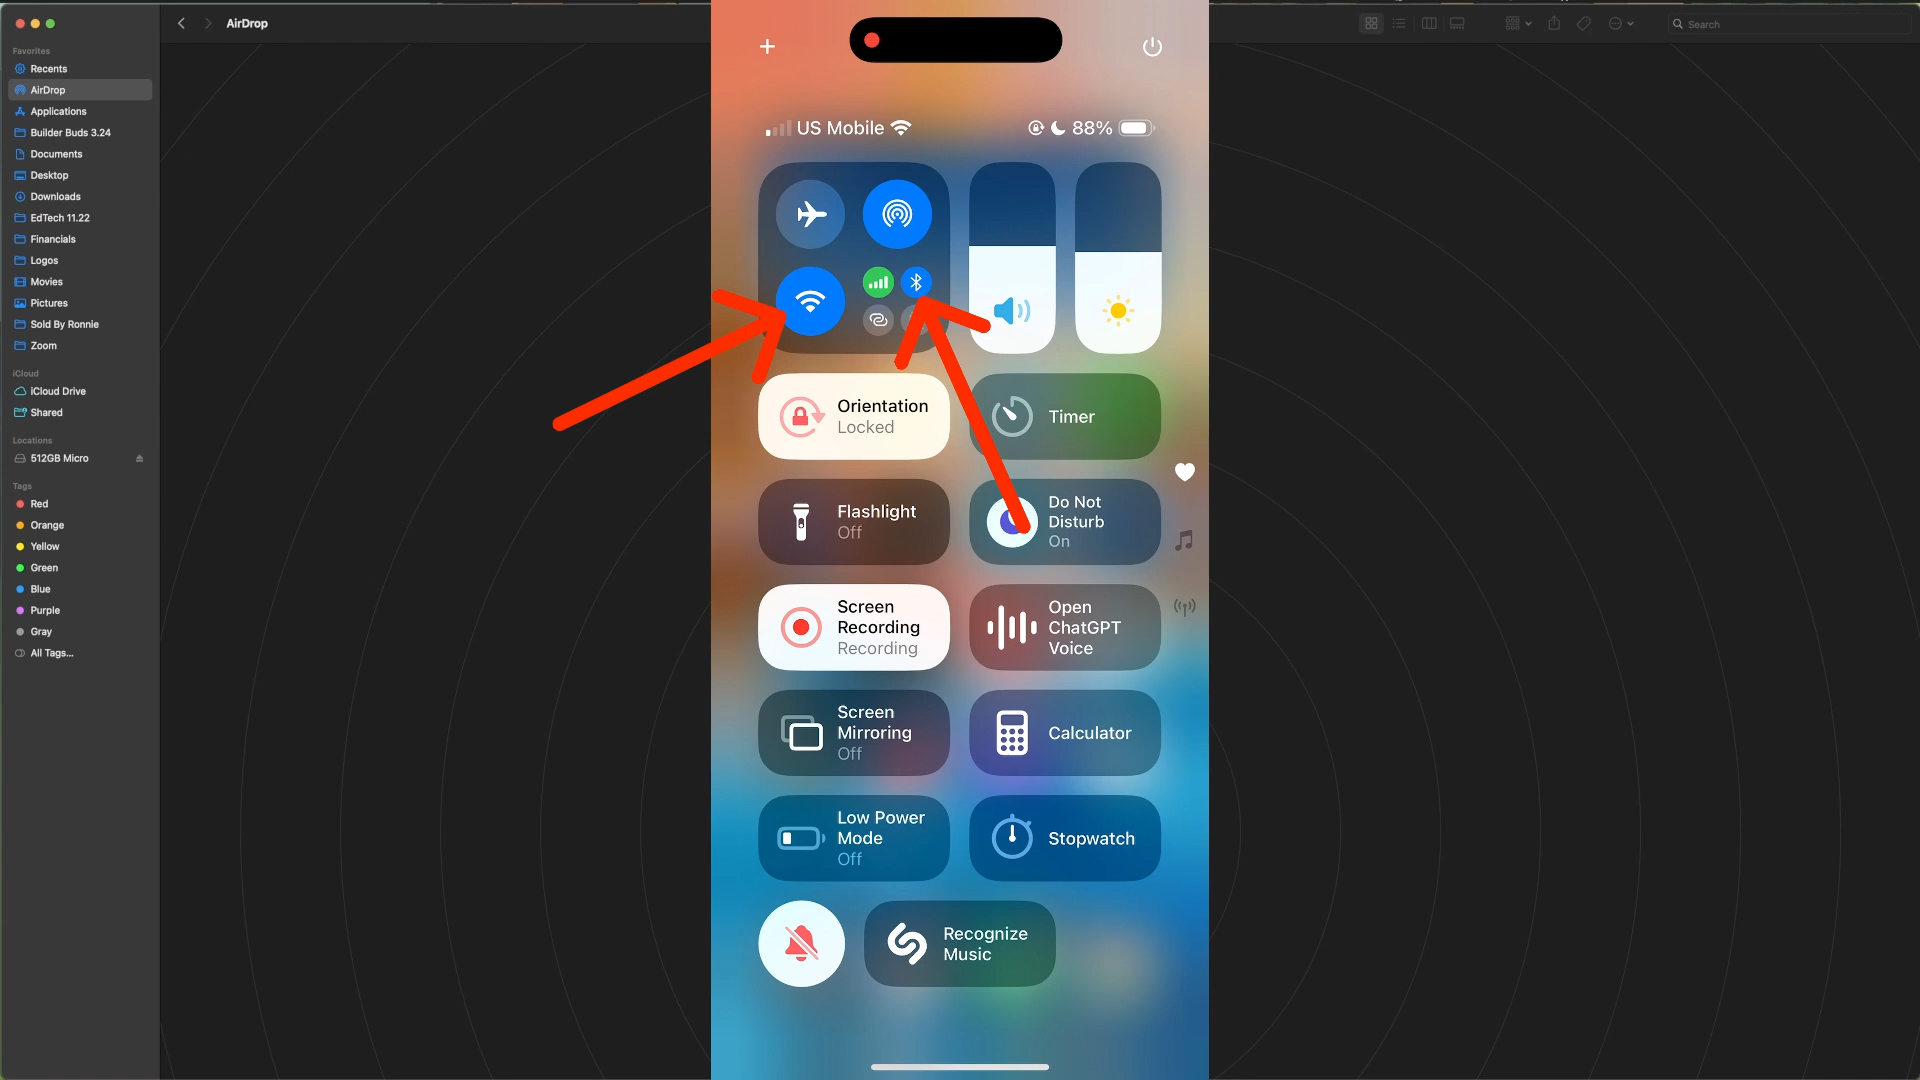 AirDrop
Search
Favorites
Recents
AirDrop
Applications
Builder Buds 3.24
Documents
Desktop
Downloads
EdTech 11.22
Financials
Logos
Movies
Pictures
Sold By Ronnie
Zoom
iCloud
iCloud Drive
Shared
Locations
512GB Micro
Tags
Red
Orange
Yellow
Green
Blue
Purple
Gray
All Tags...
US Mobile
88%
Orientation
Locked
Timer
Flashlight
Off
Do Not
Disturb
On
Screen
Recording
Recording
Open
ChatGPT
Voice
Screen
Mirroring
Off
Calculator
Low Power
Mode
Off
Stopwatch
Recognize
Music